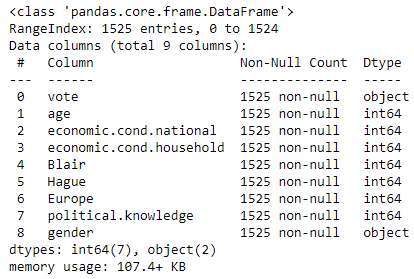 <class 'pandas.core.frame.DataFrame'>
RangeIndex: 1525 entries, 0 to 1524
Data columns (total 9 columns):
 #   Column                   Non-Null Count  Dtype
---  ------                   --------------  -----
 0   vote                     1525 non-null   object
 1   age                      1525 non-null   int64
 2   economic.cond.national   1525 non-null   int64
 3   economic.cond.household  1525 non-null   int64
 4   Blair                    1525 non-null   int64
 5   Hague                    1525 non-null   int64
 6   Europe                   1525 non-null   int64
 7   political.knowledge      1525 non-null   int64
 8   gender                   1525 non-null   object
dtypes: int64(7), object(2)
memory usage: 107.4+ KB